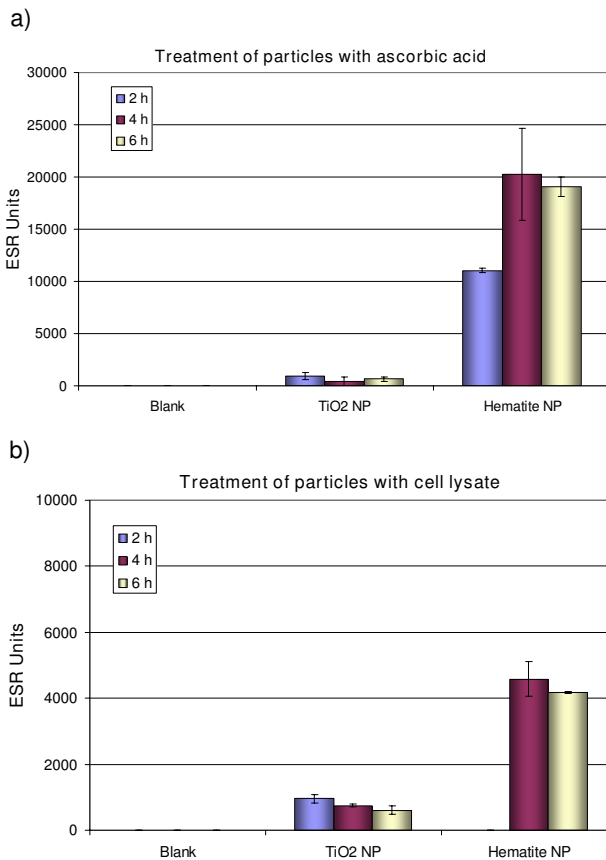 a)
Treatment of particles with ascorbic acid
30000
25000
20000
15000
10000
5000
0
ESR Units
2 h
4 h
6 h
Blank TiO2 NP Hematite NP
b)
Treatment of particles with cell lysate
10000
8000
6000
4000
2000
0
ESR Units
2 h
4 h
6 h
Blank TiO2 NP Hematite NP